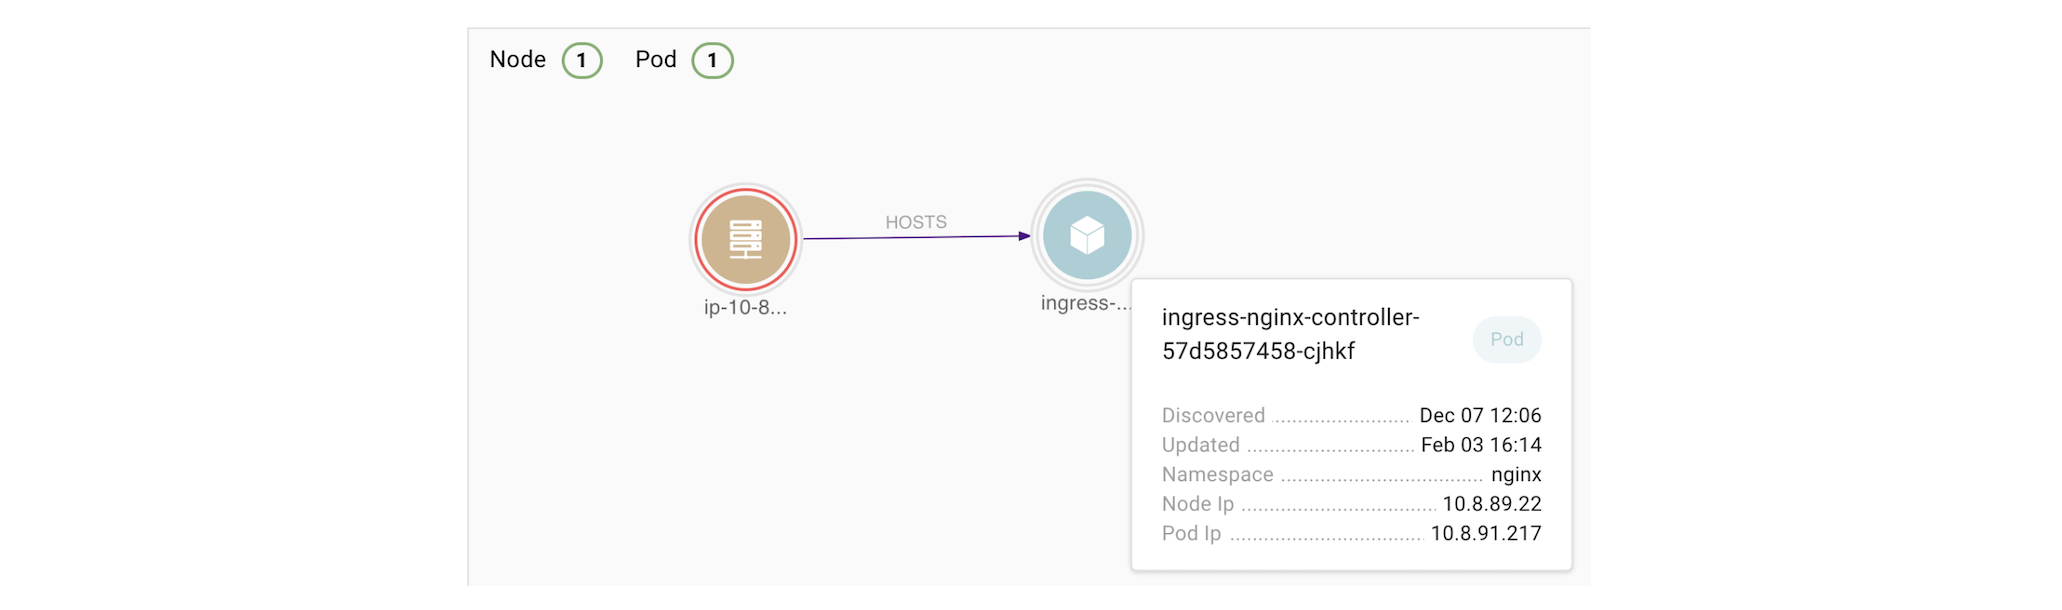 Node 1 Pod 1
HOSTS
ip-10-8...
ingress-...
ingress-nginx-controller-
57d5857458-cjhkf
Pod
Discovered ........................ Dec 07 12:06
Updated ............................. Feb 03 16:14
Namespace ................................... nginx
Node Ip .................................. 10.8.89.22
Pod Ip .................................. 10.8.91.217